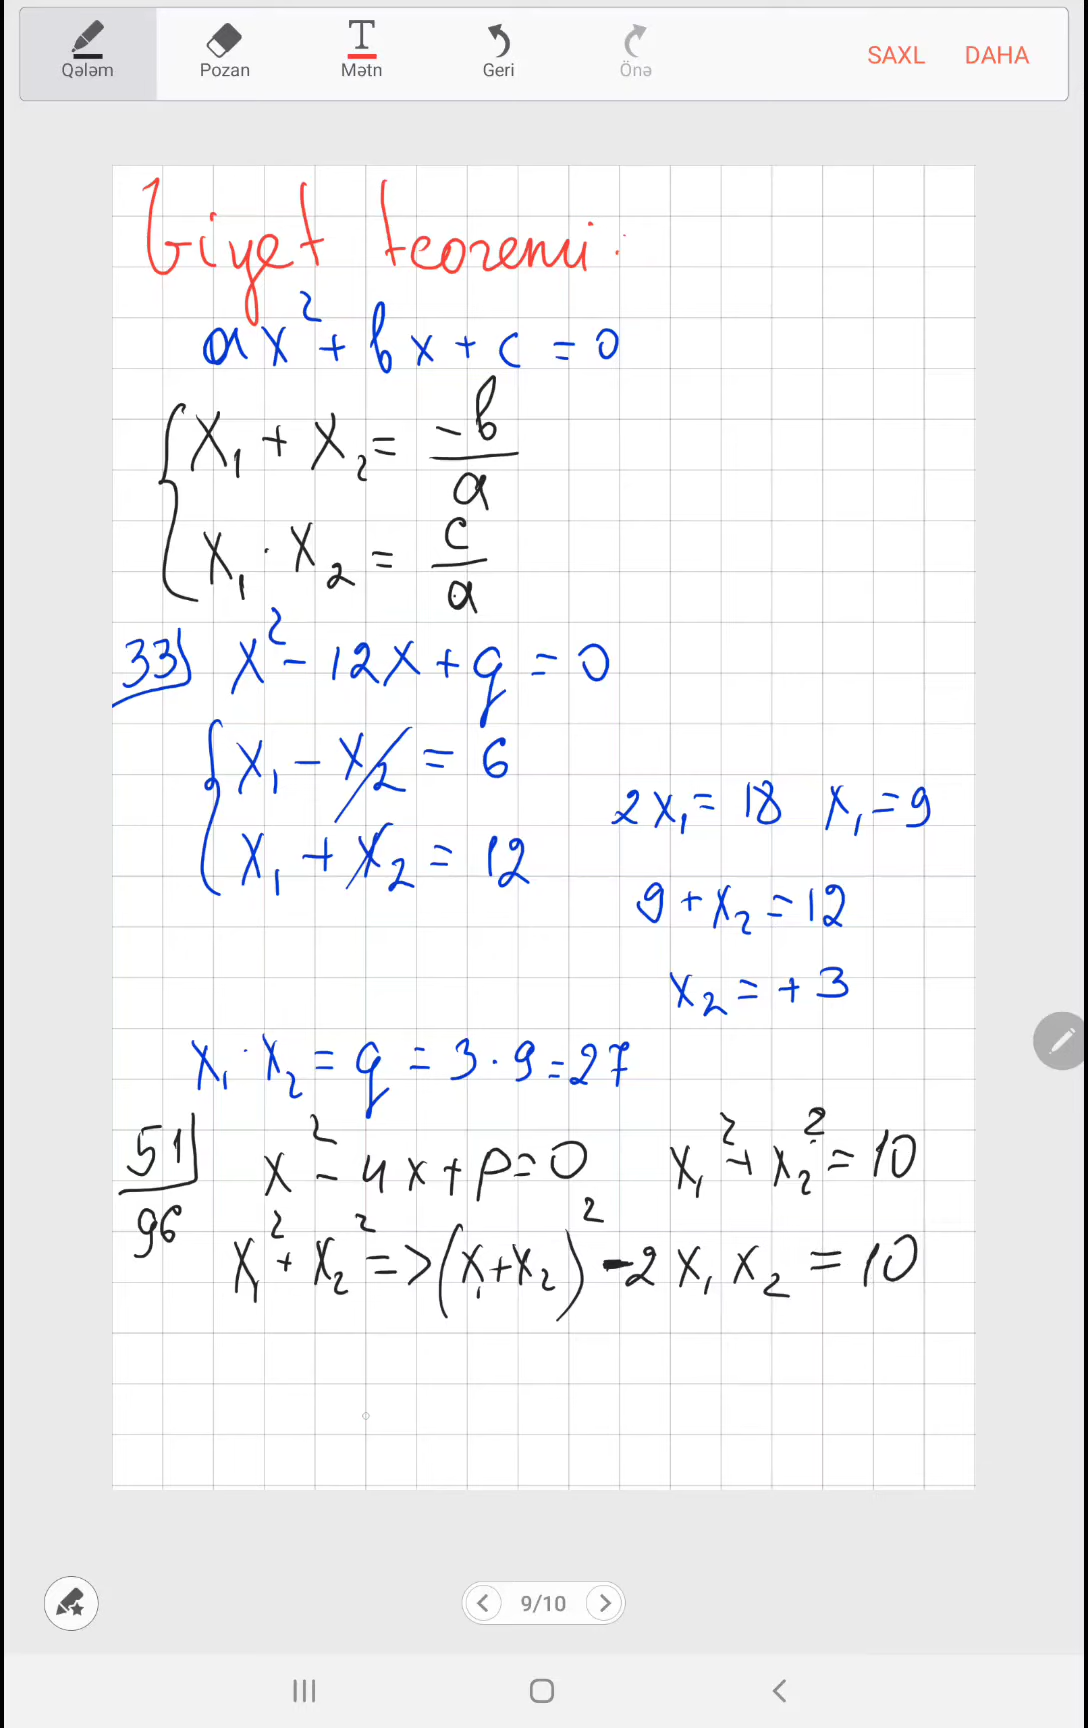 Qələm Pozan Mətn Geri Önə SAXL DAHA
Viyet teoremi:
ax² + bx + c = 0
x₁ + x₂ = -b/a
x₁ · x₂ = c/a
33) x² - 12x + q = 0
x₁ - x₂ = 6
x₁ + x₂ = 12
2x₁ = 18 x₁ = 9
9 + x₂ = 12
x₂ = + 3
x₁ · x₂ = q = 3 · 9 = 27
51) x² - 4x + p = 0 x₁² + x₂² = 10
96
x₁² + x₂² => (x₁ + x₂)² - 2x₁x₂ = 10
9/10